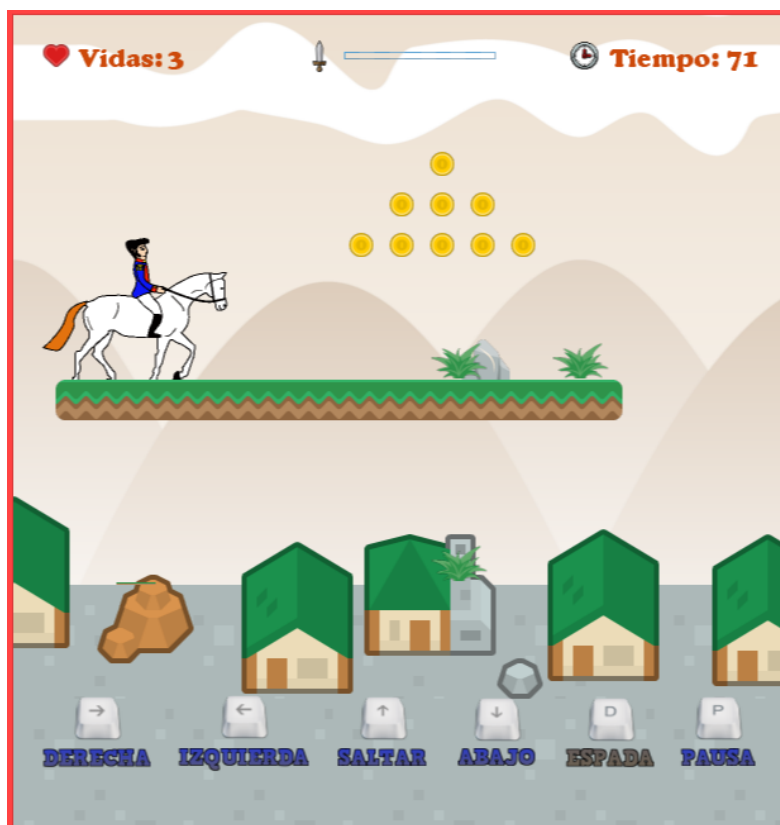 Vidas: 3
Tiempo: 71
→ ← ↑ ↓ D P
DERECHA IZQUIERDA SALTAR ABAJO ESPADA PAUSA